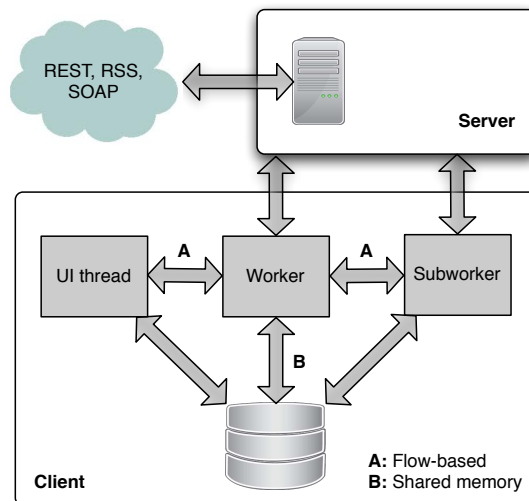 REST, RSS,
SOAP
Server
A
A
UI thread
Worker
Subworker
B
Client
A: Flow-based
B: Shared memory